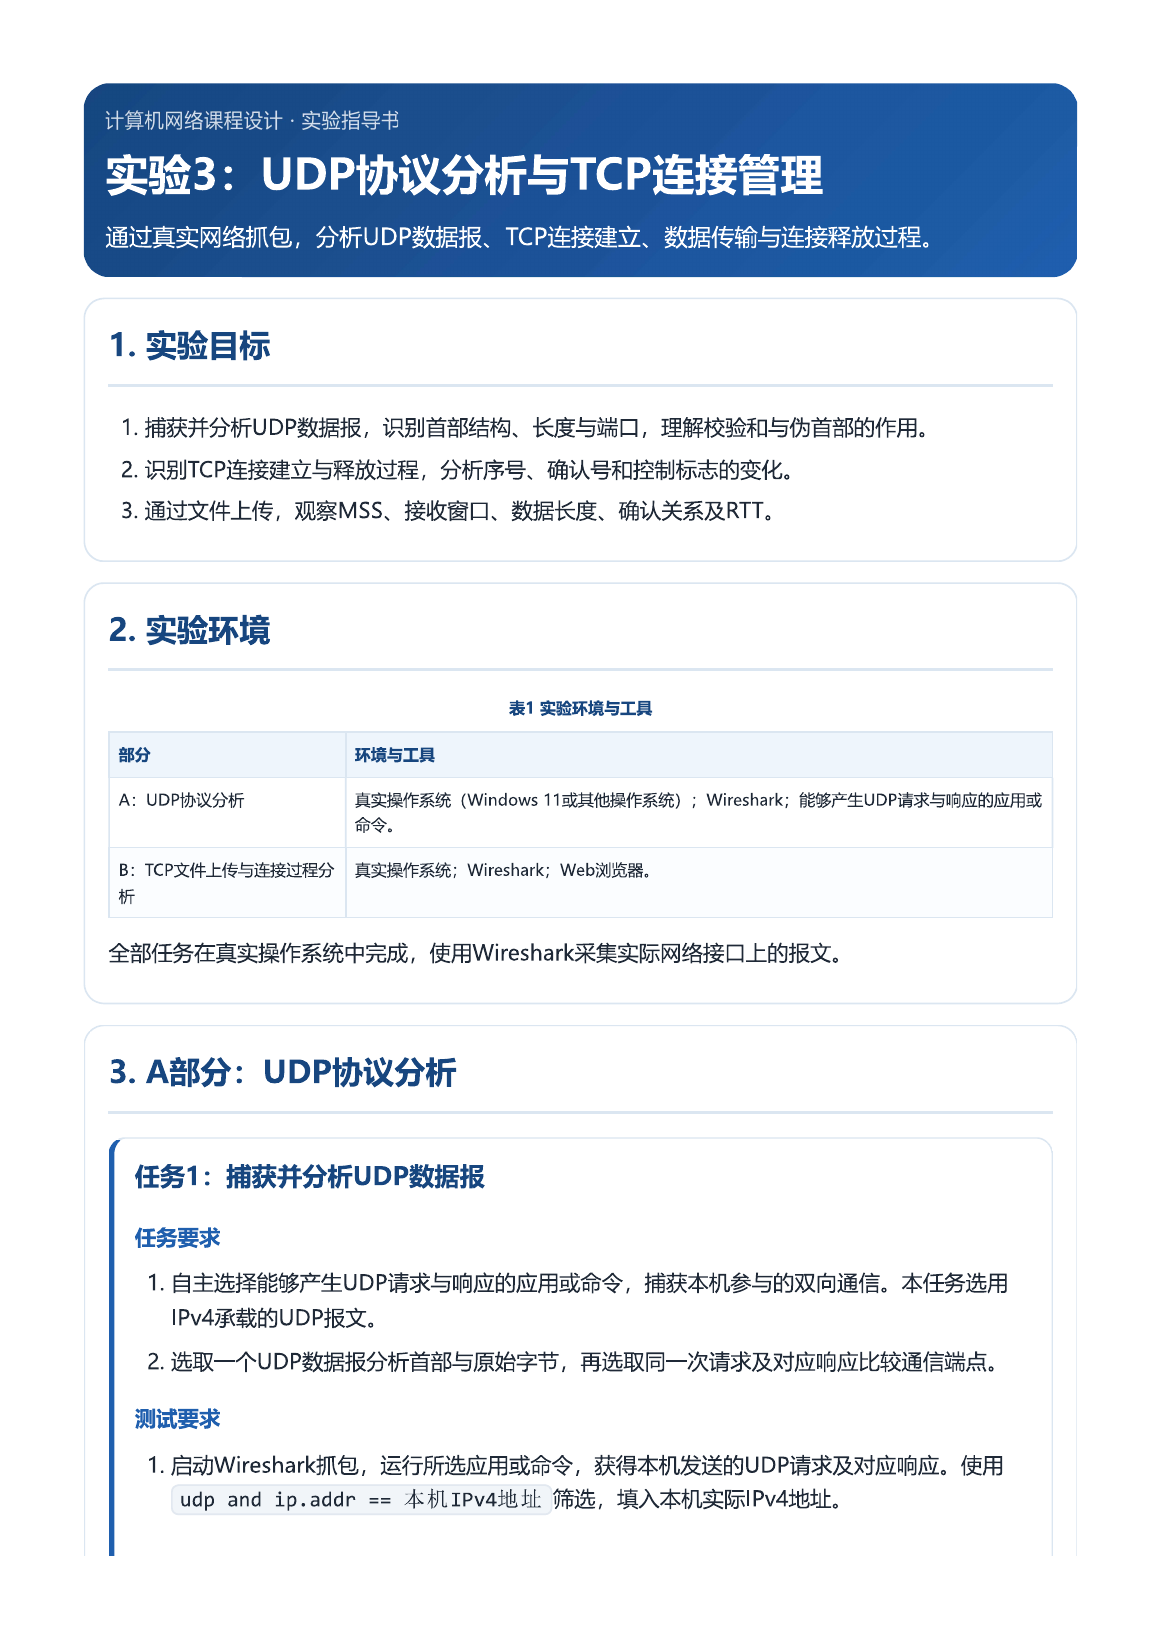 计算机网络课程设计 · 实验指导书
实验3：UDP协议分析与TCP连接管理
通过真实网络抓包，分析UDP数据报、TCP连接建立、数据传输与连接释放过程。
1. 实验目标
1. 捕获并分析UDP数据报，识别首部结构、长度与端口，理解校验和与伪首部的作用。
2. 识别TCP连接建立与释放过程，分析序号、确认号和控制标志的变化。
3. 通过文件上传，观察MSS、接收窗口、数据长度、确认关系及RTT。
2. 实验环境
表1 实验环境与工具
部分
环境与工具
A：UDP协议分析
真实操作系统（Windows 11或其他操作系统）；Wireshark；能够产生UDP请求与响应的应用或
命令。
B：TCP文件上传与连接过程分
析
真实操作系统；Wireshark；Web浏览器。
全部任务在真实操作系统中完成，使用Wireshark采集实际网络接口上的报文。
3. A部分：UDP协议分析
任务1：捕获并分析UDP数据报
任务要求
1. 自主选择能够产生UDP请求与响应的应用或命令，捕获本机参与的双向通信。本任务选用
IPv4承载的UDP报文。
2. 选取一个UDP数据报分析首部与原始字节，再选取同一次请求及对应响应比较通信端点。
测试要求
1. 启动Wireshark抓包，运行所选应用或命令，获得本机发送的UDP请求及对应响应。使用
udp and ip.addr == 本机IPv4地址 筛选，填入本机实际IPv4地址。